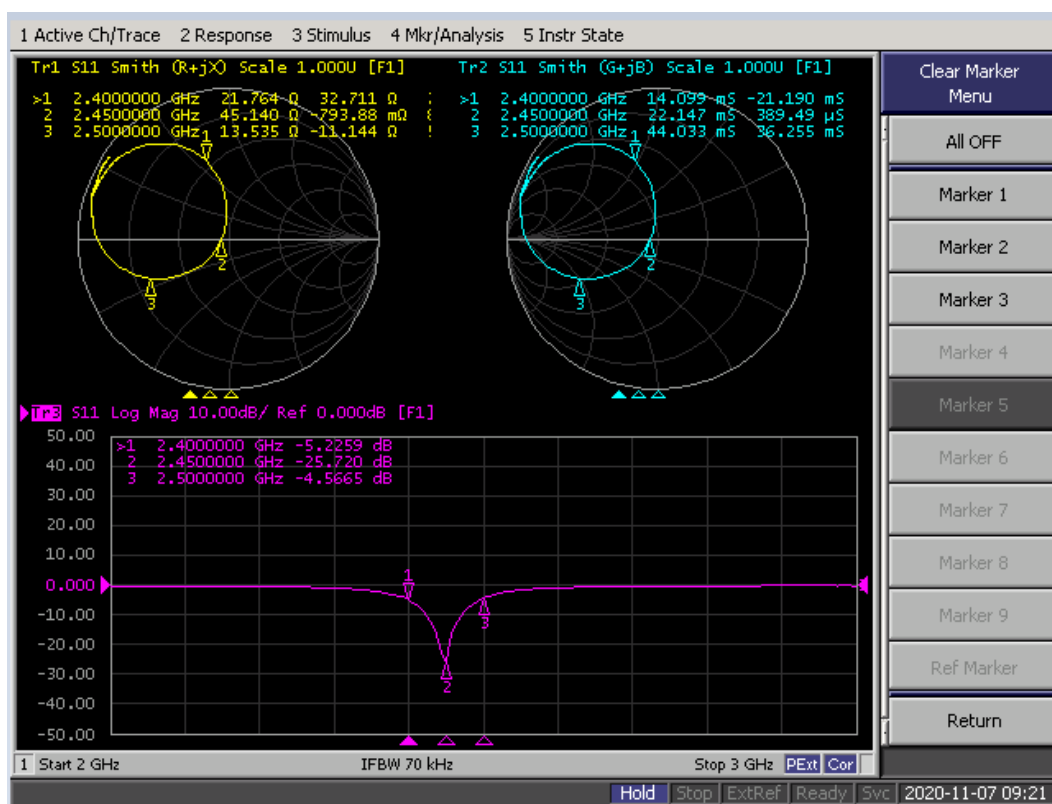 1 Active Ch/Trace 2 Response 3 Stimulus 4 Mkr/Analysis 5 Instr State
Tr1 S11 Smith (R+jX) Scale 1.000U [F1]
>1 2.4000000 GHz 21.764 Ω 32.711 Ω
2 2.4500000 GHz 45.140 Ω -793.88 mΩ
3 2.5000000 GHz 13.535 Ω -11.144 Ω
1
2
3
Tr2 S11 Smith (G+jB) Scale 1.000U [F1]
>1 2.4000000 GHz 14.099 mS -21.190 mS
2 2.4500000 GHz 22.147 mS 389.49 µS
3 2.5000000 GHz 44.033 mS 36.255 mS
1
2
3
Tr3 S11 Log Mag 10.00dB/ Ref 0.000dB [F1]
>1 2.4000000 GHz -5.2259 dB
2 2.4500000 GHz -25.720 dB
3 2.5000000 GHz -4.5665 dB
50.00
40.00
30.00
20.00
10.00
0.000
-10.00
-20.00
-30.00
-40.00
-50.00
1
2
3
1 Start 2 GHz IFBW 70 kHz Stop 3 GHz PExt Cor
Clear Marker
Menu
All OFF
Marker 1
Marker 2
Marker 3
Marker 4
Marker 5
Marker 6
Marker 7
Marker 8
Marker 9
Ref Marker
Return
Hold Stop ExtRef Ready Svc 2020-11-07 09:21